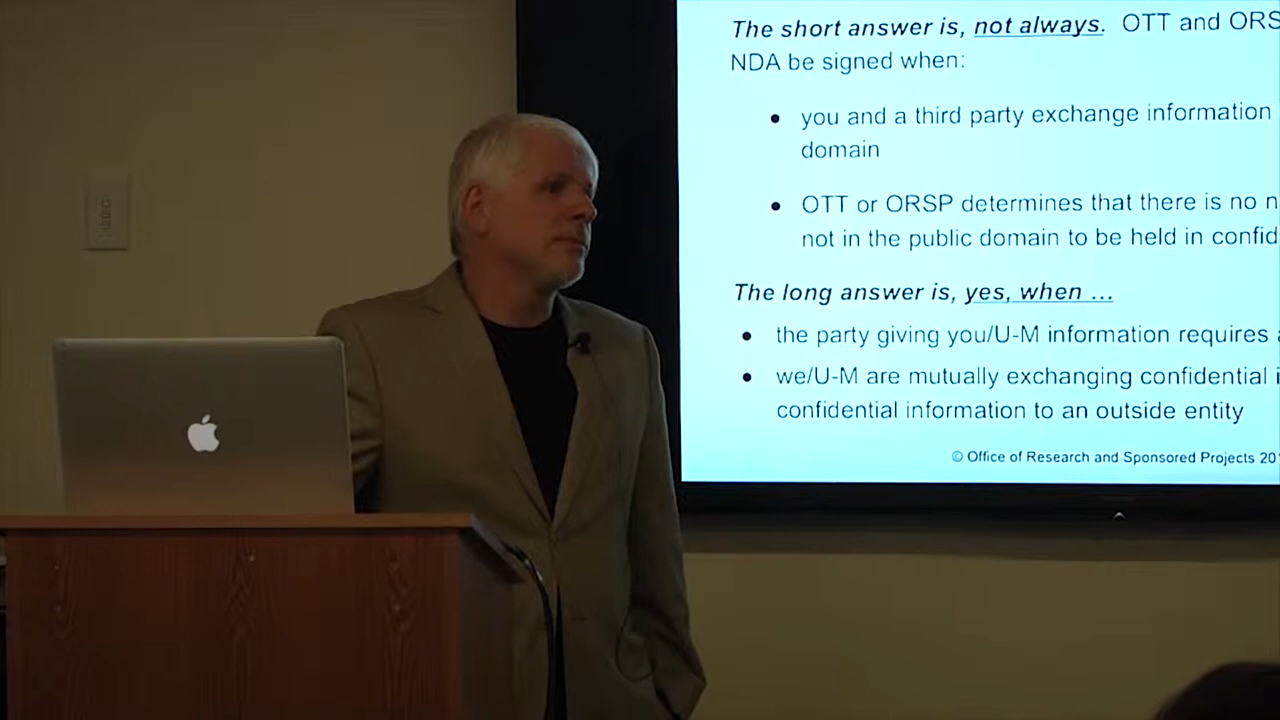 The short answer is, not always. OTT and ORS
NDA be signed when:
• you and a third party exchange information
domain
• OTT or ORSP determines that there is no n
not in the public domain to be held in confid
The long answer is, yes, when ...
• the party giving you/U-M information requires
• we/U-M are mutually exchanging confidential i
confidential information to an outside entity
© Office of Research and Sponsored Projects 20